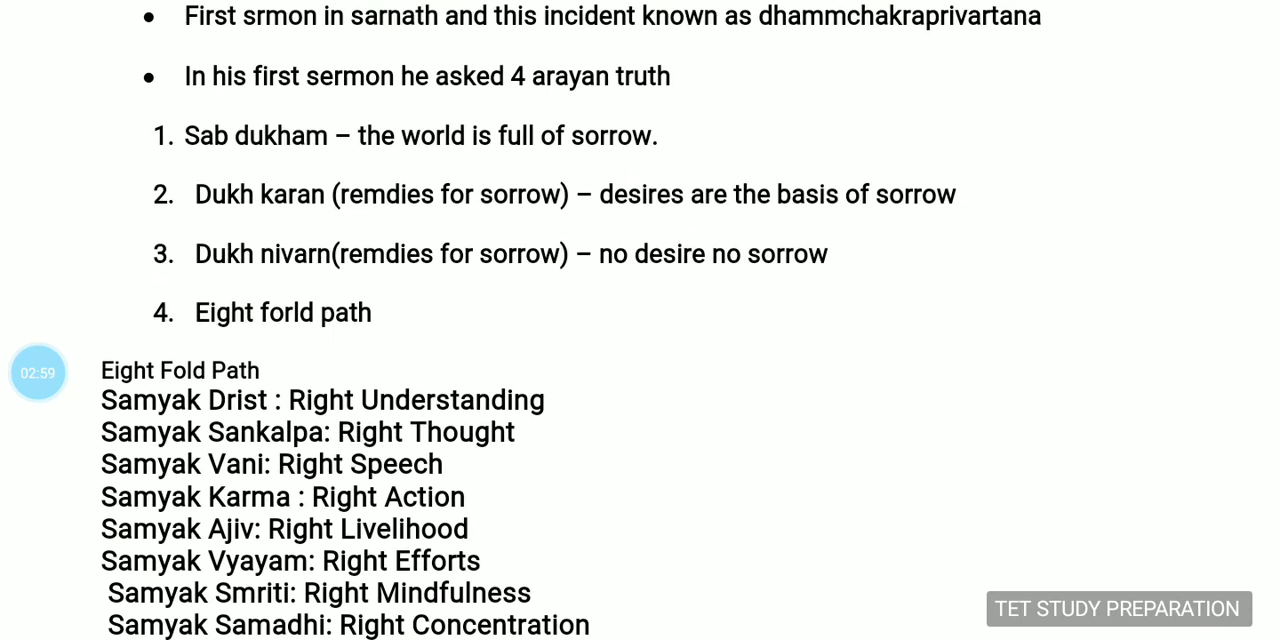 • First srmon in sarnath and this incident known as dhammchakraprivartana
• In his first sermon he asked 4 arayan truth
1. Sab dukham – the world is full of sorrow.
2. Dukh karan (remdies for sorrow) – desires are the basis of sorrow
3. Dukh nivarn(remdies for sorrow) – no desire no sorrow
4. Eight forld path
02:59
Eight Fold Path
Samyak Drist : Right Understanding
Samyak Sankalpa: Right Thought
Samyak Vani: Right Speech
Samyak Karma : Right Action
Samyak Ajiv: Right Livelihood
Samyak Vyayam: Right Efforts
Samyak Smriti: Right Mindfulness
Samyak Samadhi: Right Concentration
TET STUDY PREPARATION